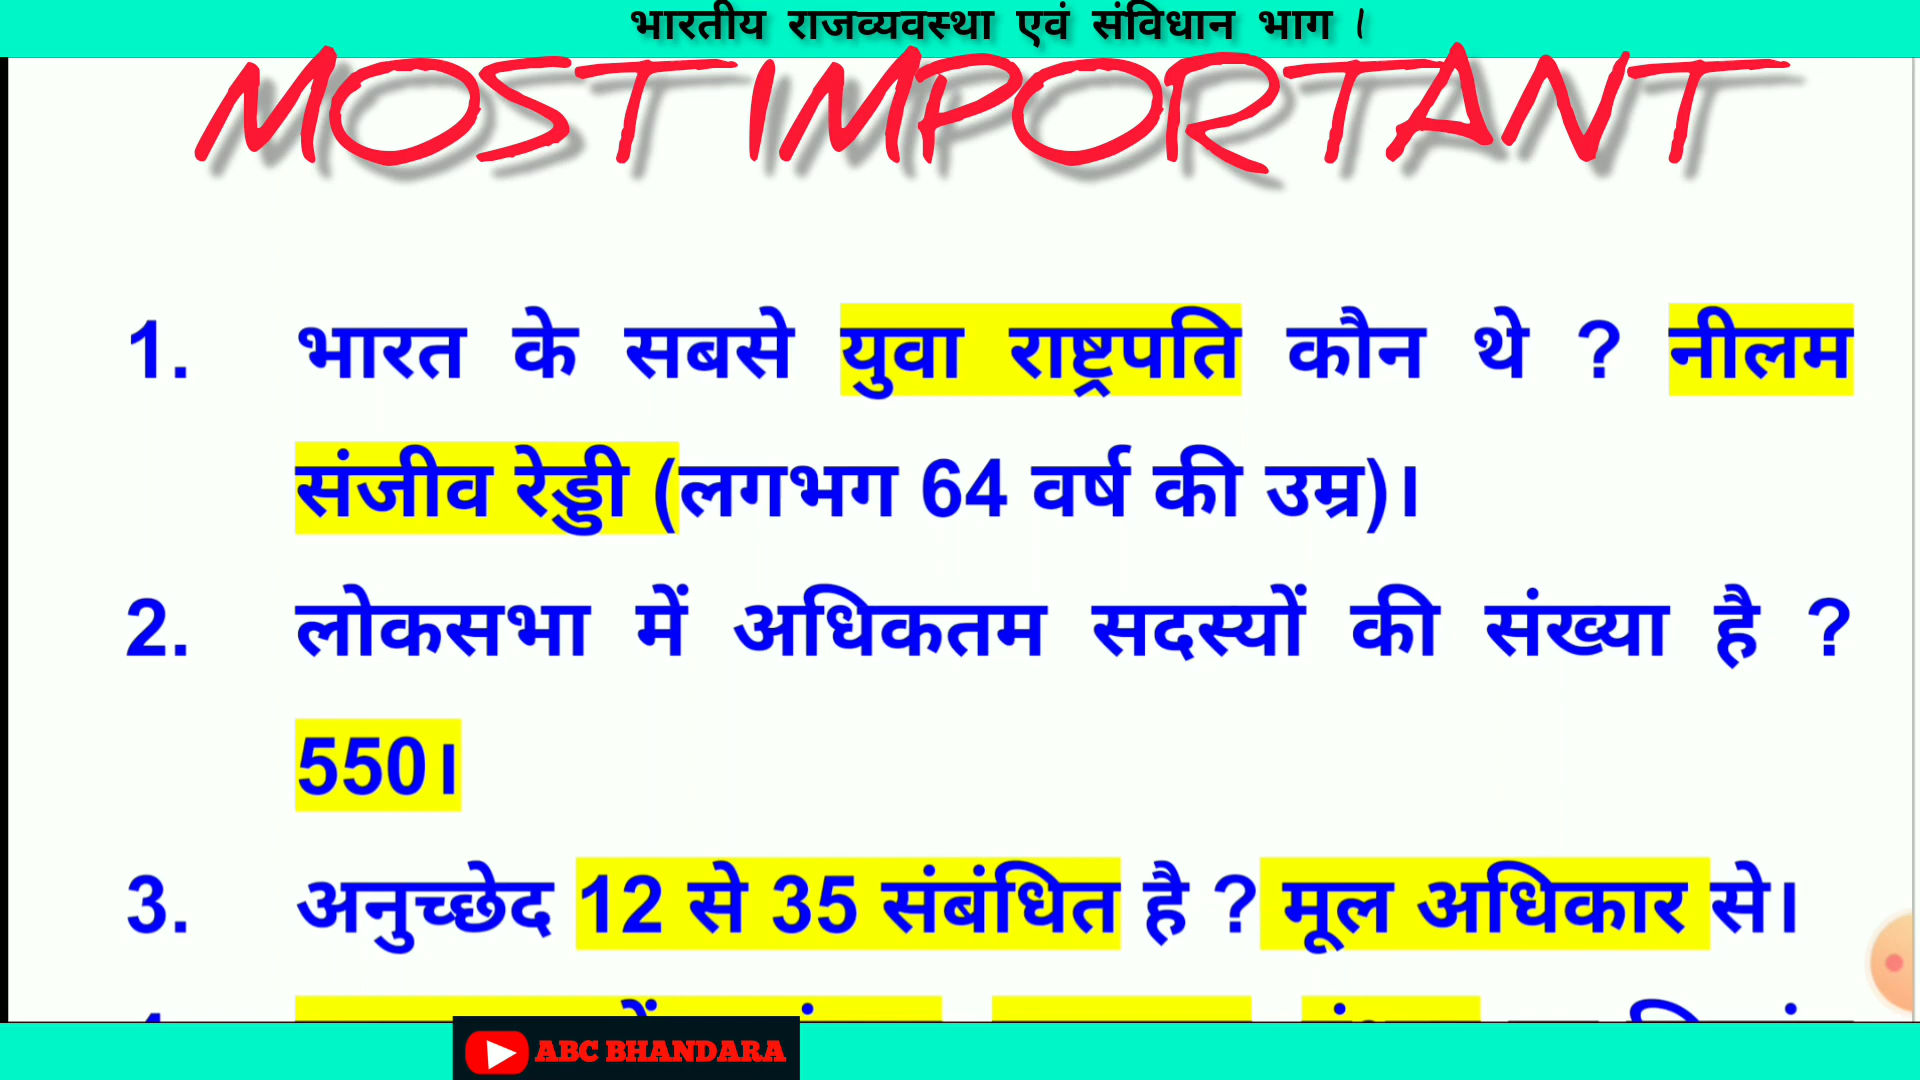 भारतीय राजव्यवस्था एवं संविधान भाग ।
MOST IMPORTANT
1. भारत के सबसे युवा राष्ट्रपति कौन थे ? नीलम
संजीव रेड्डी (लगभग 64 वर्ष की उम्र)।
2. लोकसभा में अधिकतम सदस्यों की संख्या है ?
550।
3. अनुच्छेद 12 से 35 संबंधित है ? मूल अधिकार से।
ABC BHANDARA